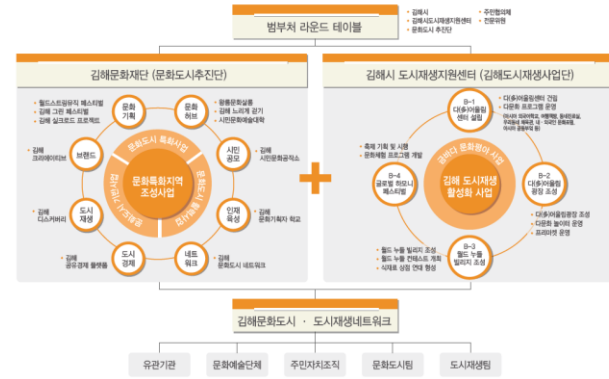 범부처 라운드 테이블
• 김해시
• 김해시도시재생지원센터
• 문화도시 추진단
• 주민협의체
• 전문위원
김해문화재단 (문화도시추진단)
• 월드스트링뮤직 페스티벌
• 김해 그린 페스티벌
• 김해 실크로드 프로젝트
문화
기획
문화
허브
• 왕릉문화살롱
• 김해 느리게 걷기
• 시민문화예술대학
브랜드
• 김해
크리에이티브
시민
공모
• 김해
시민문화공작소
문화도시 특화사업
문화특화지역
조성사업
도시
재생
• 김해
디스커버리
인재
육성
• 김해
문화기획자 학교
도시
경제
• 김해
공유경제 플랫폼
네트
워크
• 김해
문화도시 네트워크
김해시 도시재생지원센터 (김해도시재생사업단)
B-1
다(多)어울림
센터 설립
• 다(多)어울림센터 건립
• 다문화 프로그램 운영
• 축제 기획 및 시행
• 문화체험 프로그램 개발
B-4
글로벌 하모니
페스티벌
김해 도시재생
활성화 사업
B-2
다(多)어울림
광장 조성
• 다(多)어울림광장 조성
• 다문화 놀이터 운영
• 프리마켓 운영
B-3
월드 누들
빌리지 조성
• 월드 누들 빌리지 조성
• 월드 누들 컨테스트 개최
• 식재료 상점 연대 형성
김해문화도시 · 도시재생네트워크
유관기관
문화예술단체
주민자치조직
문화도시팀
도시재생팀